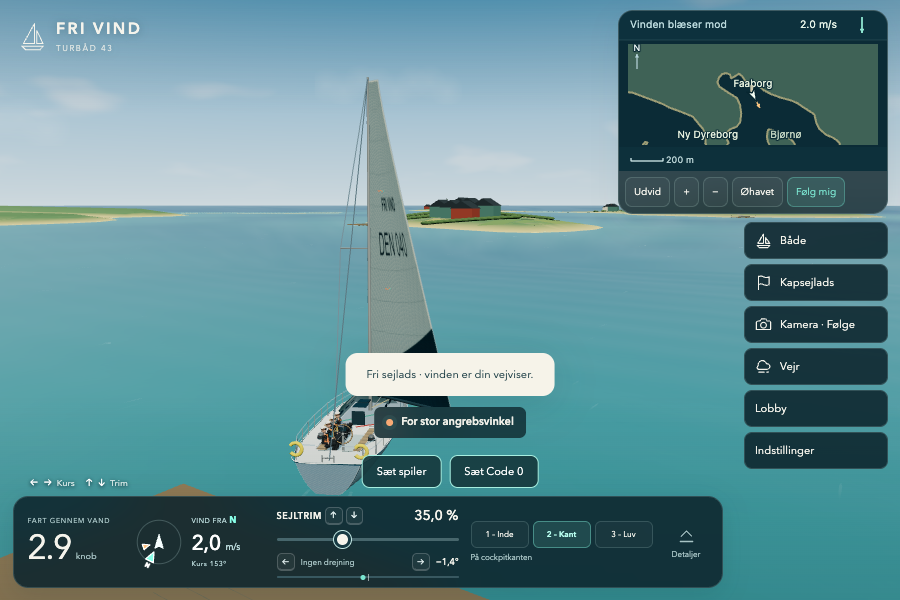 FRI VIND
TURBÅD 43
Vinden blæser mod 2.0 m/s
N
Faaborg
Ny Dyreborg Bjørnø
200 m
Udvid + − Øhavet Følg mig
Både
Kapsejlads
Kamera · Følge
Vejr
Lobby
Indstillinger
FRI VIND
DEN 040
Fri sejlads · vinden er din vejviser.
For stor angrebsvinkel
Sæt spiler Sæt Code 0
← → Kurs ↑ ↓ Trim
FART GENNEM VAND
2.9 knob
VIND FRA N
2,0 m/s
Kurs 153°
SEJLTRIM ↑ ↓ 35,0 %
← Ingen drejning → −1,4°
1 - Inde 2 - Kant 3 - Luv
På cockpitkanten
Detaljer